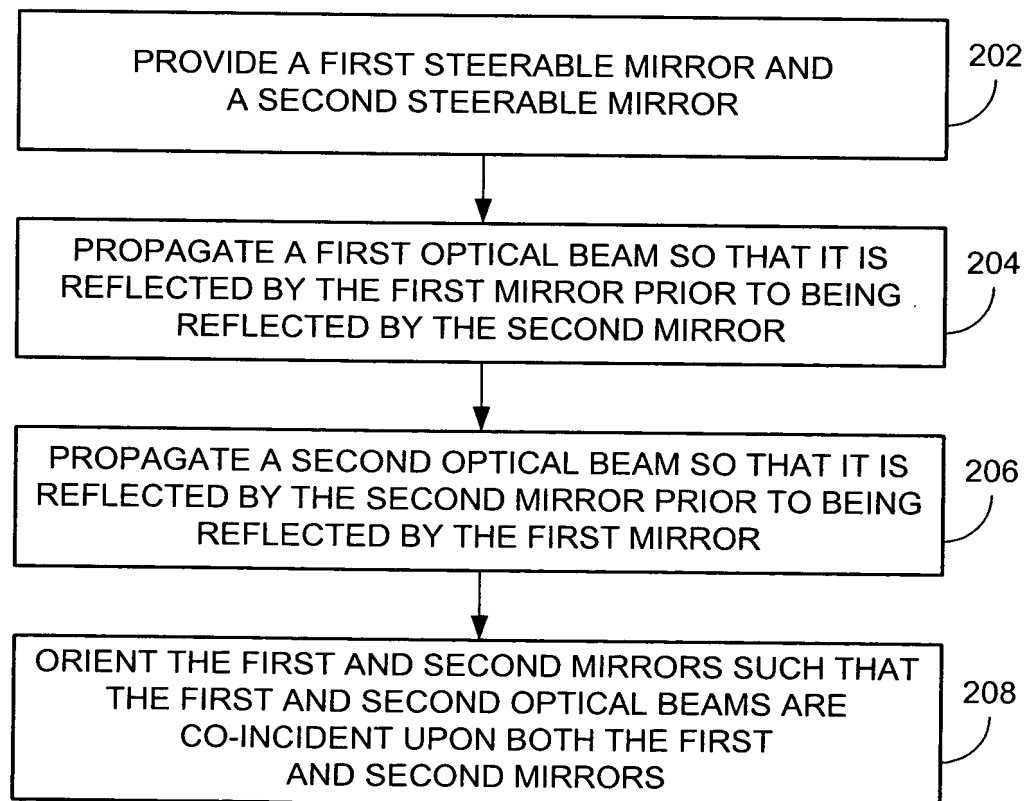 PROVIDE A FIRST STEERABLE MIRROR AND
A SECOND STEERABLE MIRROR
202
PROPAGATE A FIRST OPTICAL BEAM SO THAT IT IS
REFLECTED BY THE FIRST MIRROR PRIOR TO BEING
REFLECTED BY THE SECOND MIRROR
204
PROPAGATE A SECOND OPTICAL BEAM SO THAT IT IS
REFLECTED BY THE SECOND MIRROR PRIOR TO BEING
REFLECTED BY THE FIRST MIRROR
206
ORIENT THE FIRST AND SECOND MIRRORS SUCH THAT
THE FIRST AND SECOND OPTICAL BEAMS ARE
CO-INCIDENT UPON BOTH THE FIRST
AND SECOND MIRRORS
208